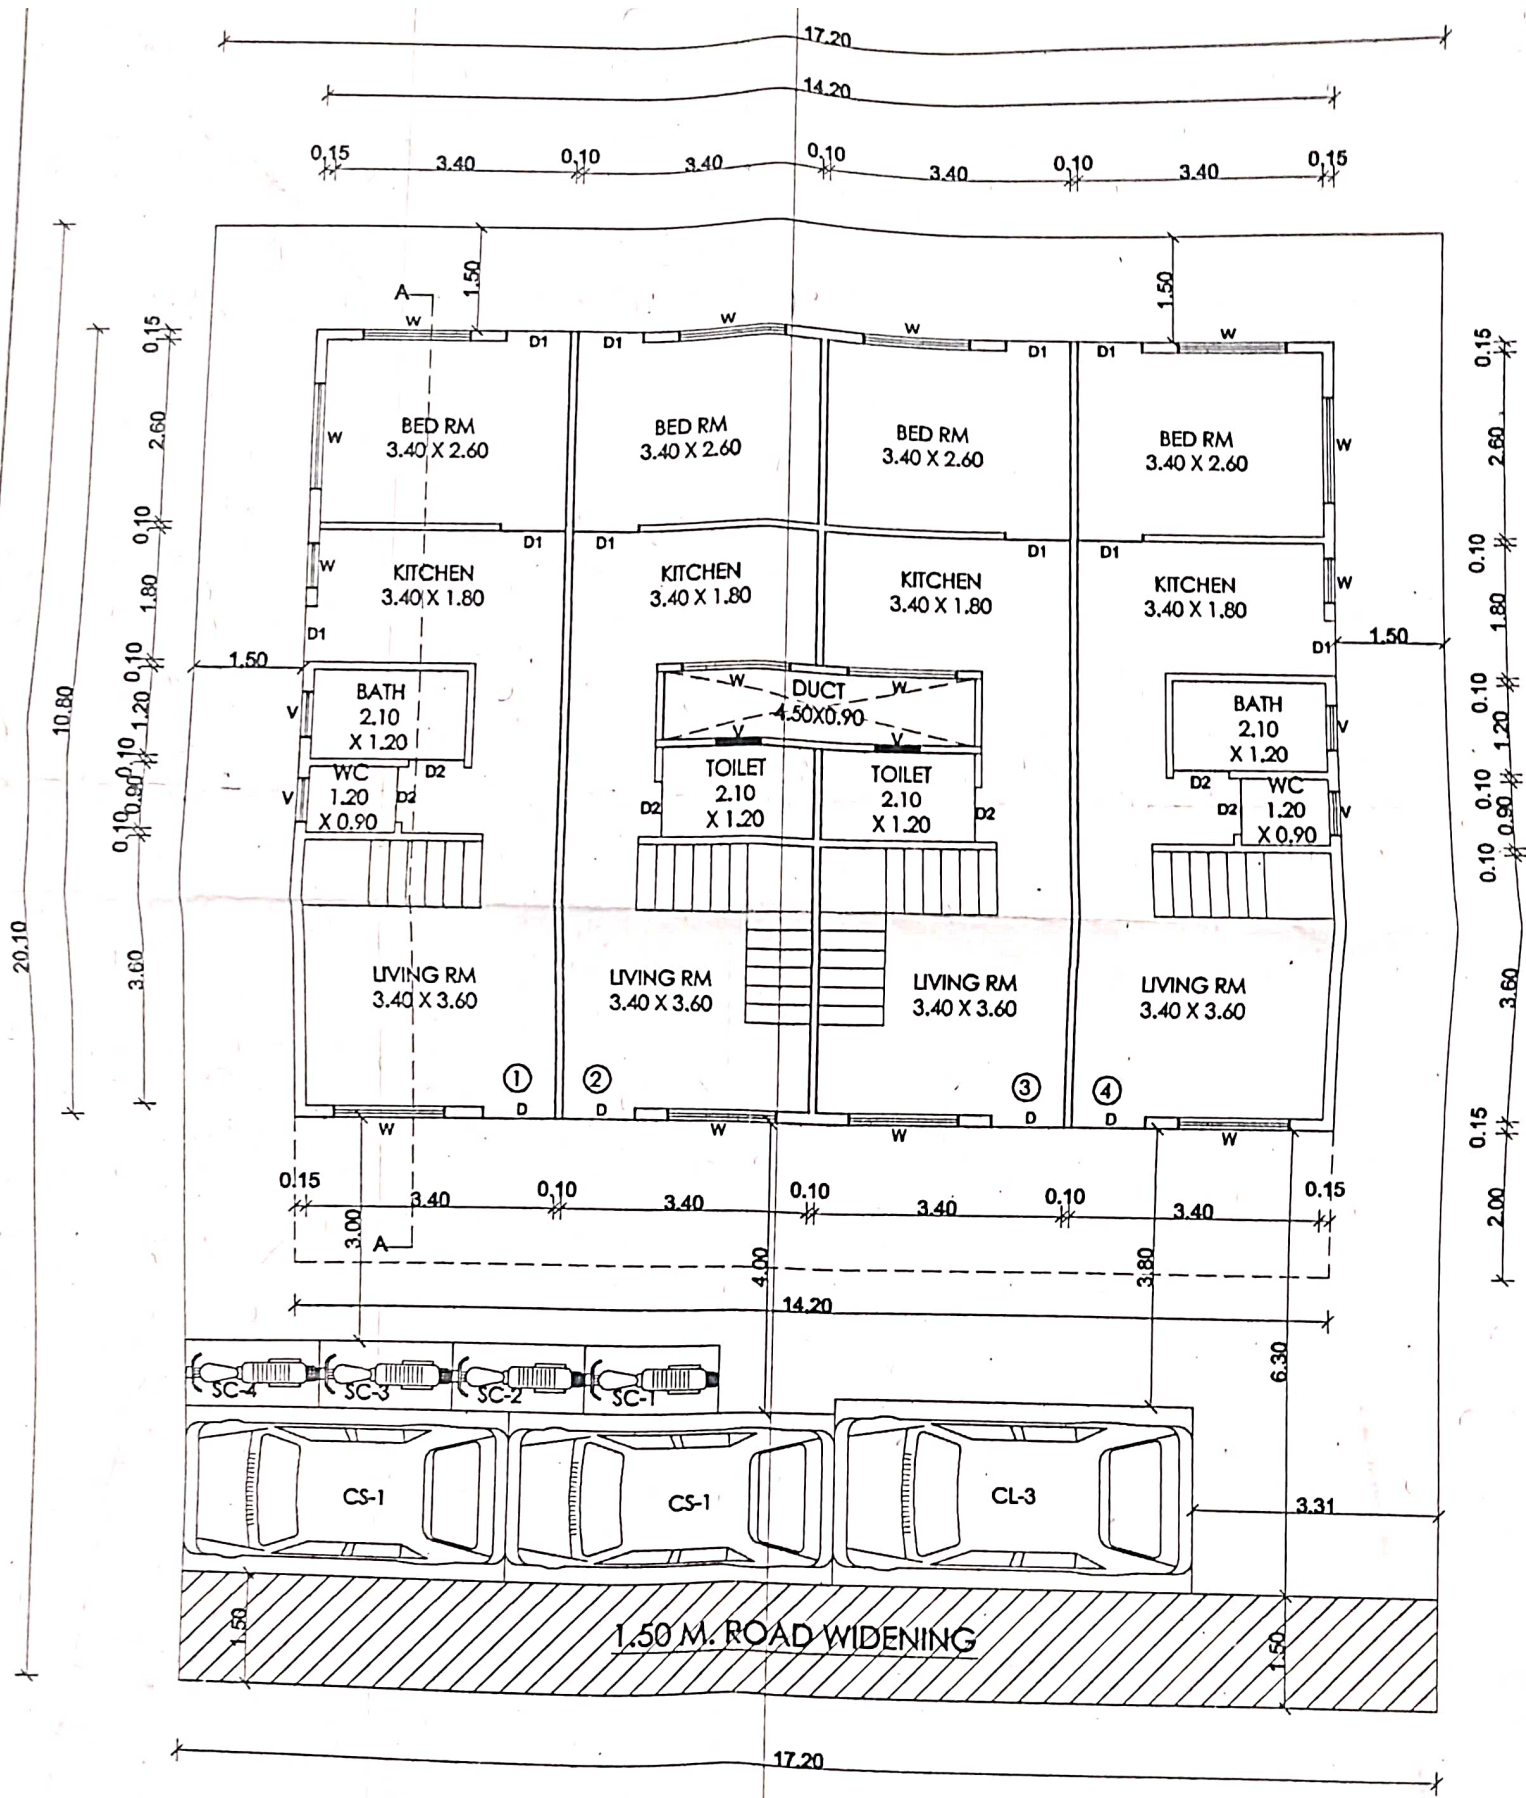 17.20
14.20
0.15 3.40 0.10 3.40 0.10 3.40 0.10 3.40 0.15
1.50 1.50
A
W W W W
D1 D1 D1 D1
0.15 0.15
BED RM
3.40 X 2.60
BED RM
3.40 X 2.60
BED RM
3.40 X 2.60
BED RM
3.40 X 2.60
W W
2.60 2.60
0.10 0.10
D1 D1 D1 D1
W W
KITCHEN
3.40 X 1.80
KITCHEN
3.40 X 1.80
KITCHEN
3.40 X 1.80
KITCHEN
3.40 X 1.80
1.80 1.80
D1 D1
0.10 0.10
1.50 1.50
10.80
BATH
2.10
X 1.20
W W
DUCT
4.50X0.90
V V
BATH
2.10
X 1.20
V V
1.20 1.20
0.10 0.10
D2 D2
WC
1.20
X 0.90
TOILET
2.10
X 1.20
TOILET
2.10
X 1.20
WC
1.20
X 0.90
V D2 D2 D2 D2 V
0.90 0.90
0.10 0.10
20.10
3.60 3.60
LIVING RM
3.40 X 3.60
LIVING RM
3.40 X 3.60
LIVING RM
3.40 X 3.60
LIVING RM
3.40 X 3.60
1 2 3 4
D D D D
W W W W
0.15
0.15 3.40 0.10 3.40 0.10 3.40 0.10 3.40 0.15
2.00
3.00
A
4.00 3.80
14.20
6.30
SC-4 SC-3 SC-2 SC-1
CS-1 CS-1 CL-3
3.31
1.50 1.50 M. ROAD WIDENING 1.50
17.20